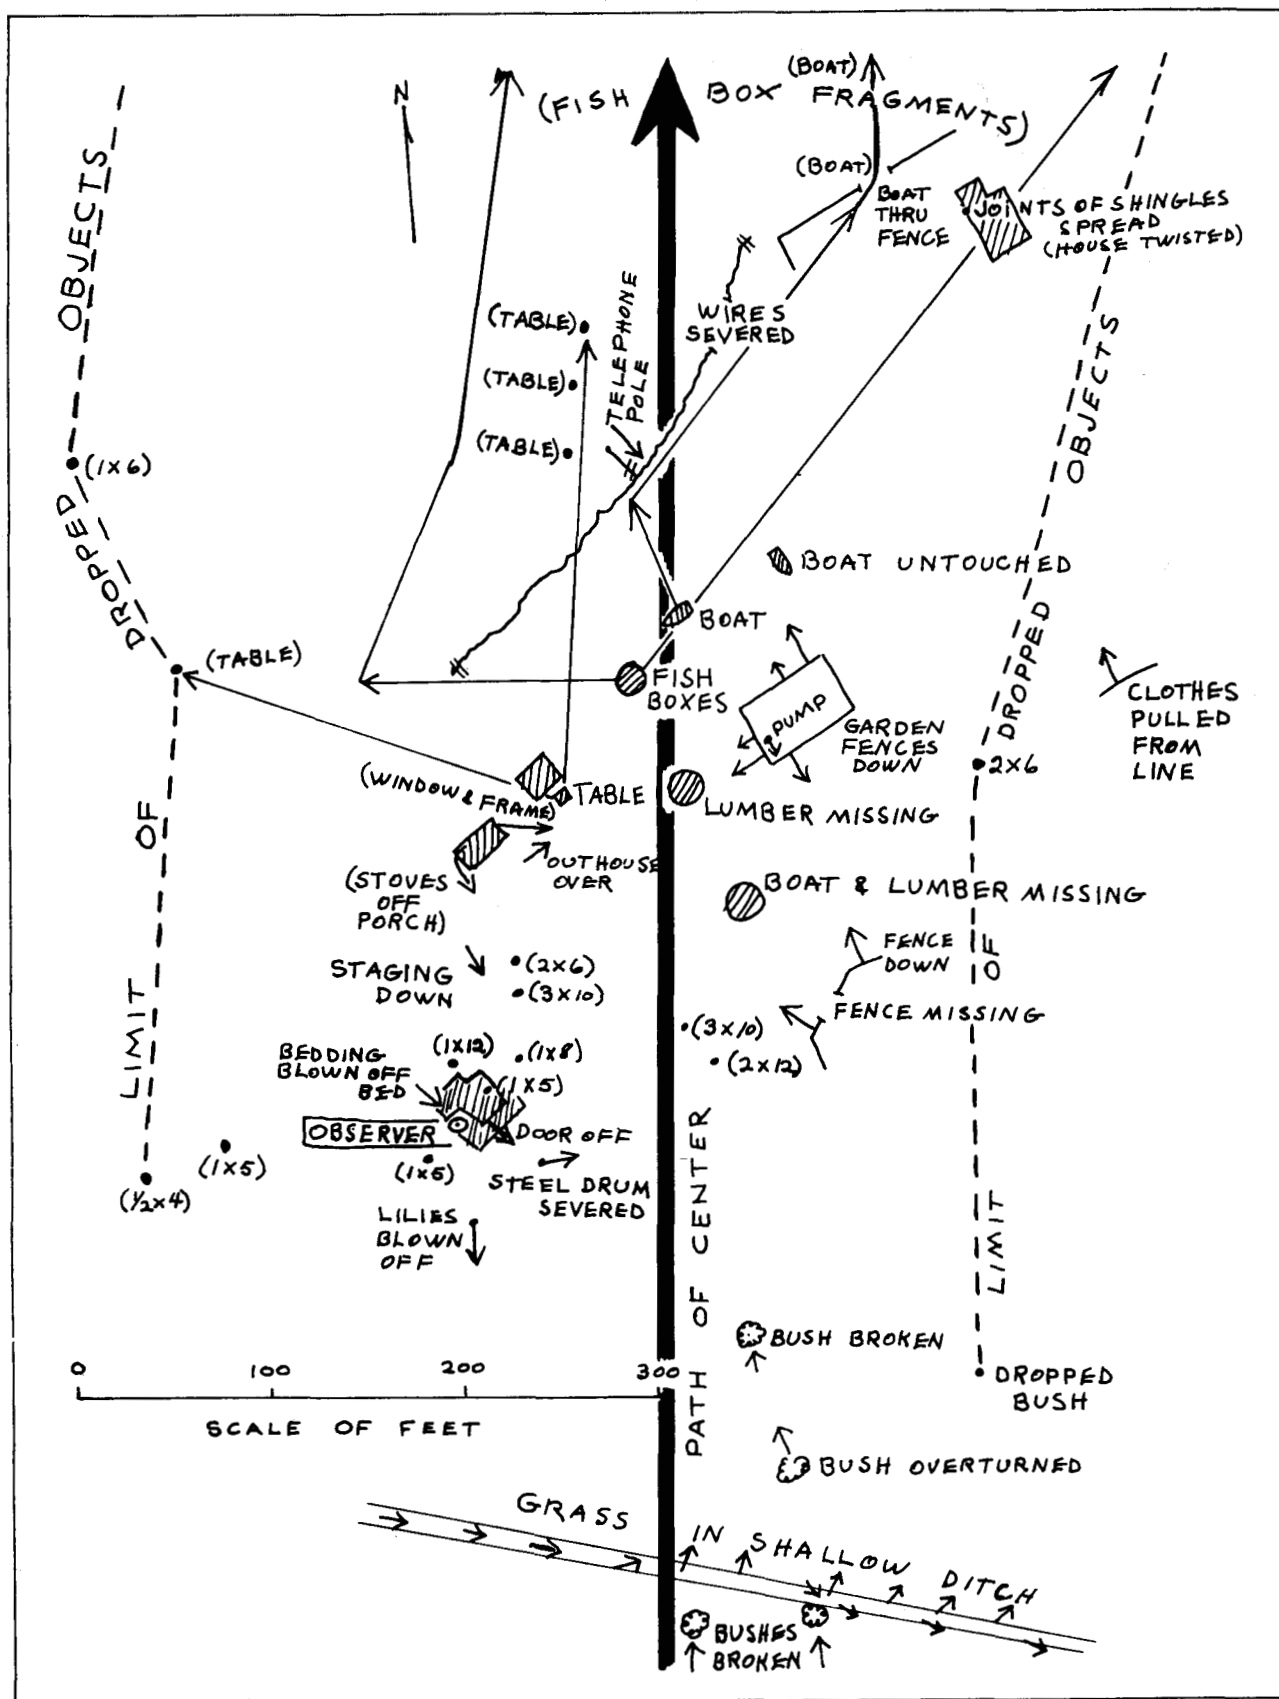 (BOAT)
(FISH BOX FRAGMENTS)
N
(BOAT)
BOAT
THRU
FENCE
JOINTS OF SHINGLES
SPREAD
(HOUSE TWISTED)
LIMIT OF DROPPED OBJECTS
(TABLE)
(TABLE)
(TABLE)
TELEPHONE
POLE
WIRES
SEVERED
LIMIT OF DROPPED OBJECTS
(1X6)
BOAT UNTOUCHED
BOAT
(TABLE)
FISH
BOXES
PUMP
GARDEN
FENCES
DOWN
CLOTHES
PULLED
FROM
LINE
2X6
(WINDOW & FRAME)
TABLE
LUMBER MISSING
OUTHOUSE
OVER
(STOVES
OFF
PORCH)
BOAT & LUMBER MISSING
FENCE
DOWN
STAGING
DOWN
(2X6)
(3X10)
FENCE MISSING
(3X10)
(2X12)
BEDDING
BLOWN OFF
BED
(1X12)
(1X8)
(1X5)
OBSERVER
DOOR OFF
(1X5)
(1X5)
(1/2X4)
STEEL DRUM
SEVERED
LILIES
BLOWN
OFF
PATH OF CENTER
BUSH BROKEN
DROPPED
BUSH
0 100 200 300
SCALE OF FEET
BUSH OVERTURNED
GRASS IN SHALLOW DITCH
BUSHES
BROKEN